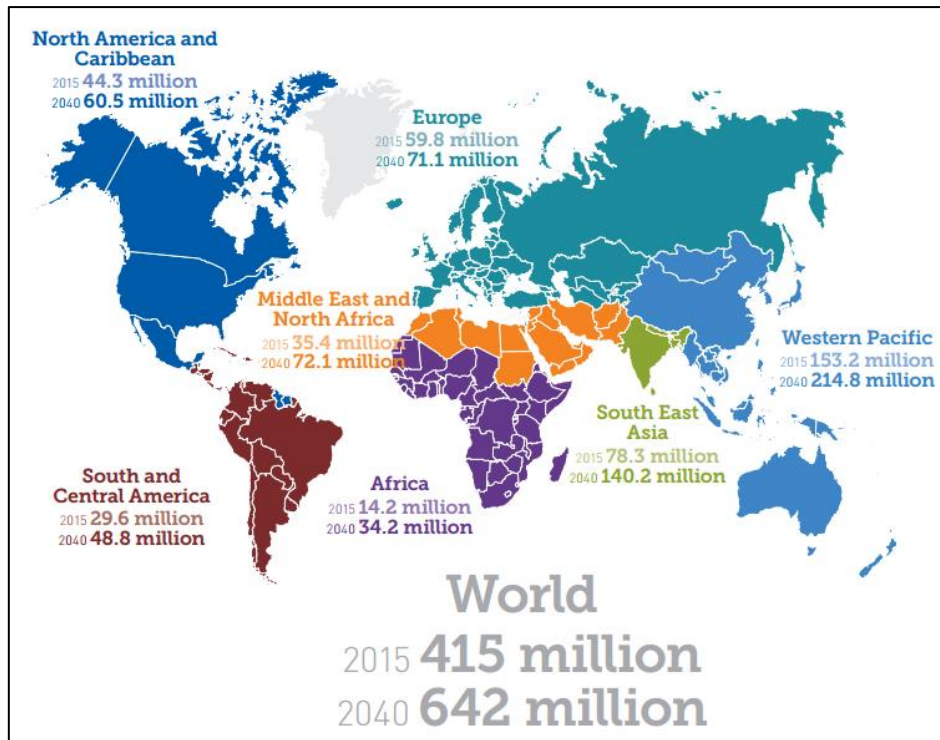 North America and
Caribbean
2015 44.3 million
2040 60.5 million
Europe
2015 59.8 million
2040 71.1 million
Middle East and
North Africa
2015 35.4 million
2040 72.1 million
Western Pacific
2015 153.2 million
2040 214.8 million
South East
Asia
2015 78.3 million
2040 140.2 million
South and
Central America
2015 29.6 million
2040 48.8 million
Africa
2015 14.2 million
2040 34.2 million
World
2015 415 million
2040 642 million